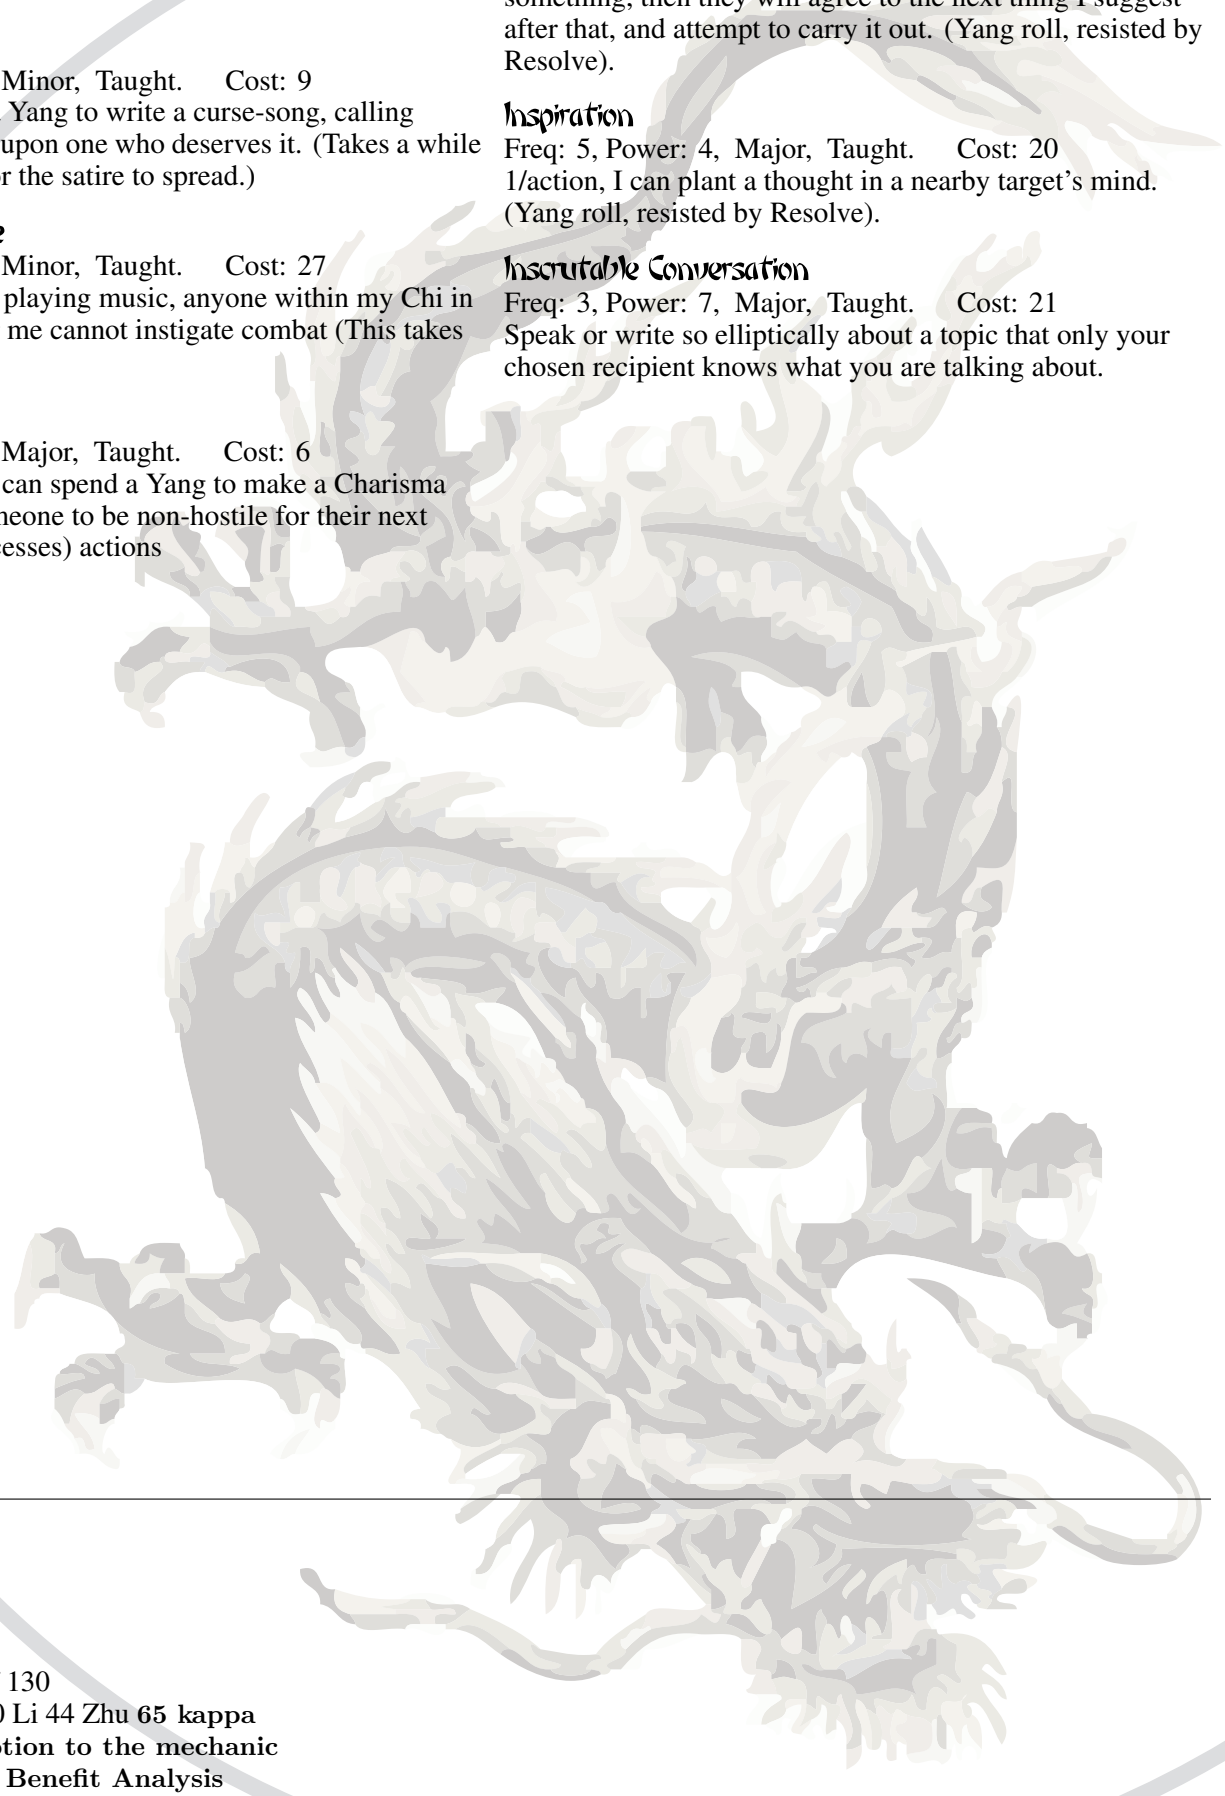 Minor, Taught. Cost: 9
Yang to write a curse-song, calling
upon one who deserves it. (Takes a while
or the satire to spread.)
Minor, Taught. Cost: 27
playing music, anyone within my Chi in
me cannot instigate combat (This takes
Major, Taught. Cost: 6
can spend a Yang to make a Charisma
meone to be non-hostile for their next
cesses) actions
something, then they will agree to the next thing I suggest
after that, and attempt to carry it out. (Yang roll, resisted by
Resolve).
Inspiration
Freq: 5, Power: 4, Major, Taught. Cost: 20
1/action, I can plant a thought in a nearby target's mind.
(Yang roll, resisted by Resolve).
Inscrutable Conversation
Freq: 3, Power: 7, Major, Taught. Cost: 21
Speak or write so elliptically about a topic that only your
chosen recipient knows what you are talking about.
130
0 Li 44 Zhu 65 kappa
ption to the mechanic
Benefit Analysis